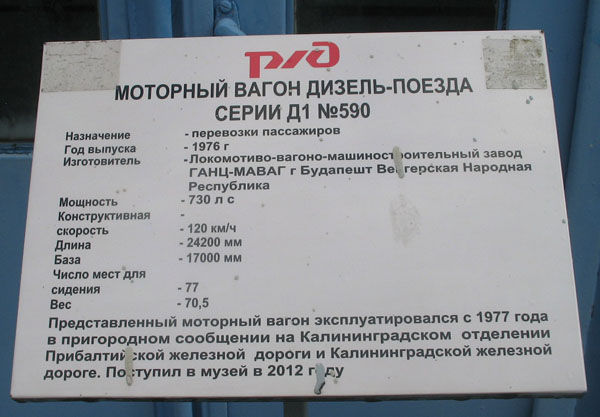 РЖД
МОТОРНЫЙ ВАГОН ДИЗЕЛЬ-ПОЕЗДА
СЕРИИ Д1 №590
Назначение - перевозки пассажиров
Год выпуска - 1976 г
Изготовитель - Локомотиво-вагоно-машиностроительный завод
ГАНЦ-МАВАГ г Будапешт Венгерская Народная
Республика
Мощность - 730 л с
Конструктивная -
скорость - 120 км/ч
Длина - 24200 мм
База - 17000 мм
Число мест для
сидения - 77
Вес - 70,5
Представленный моторный вагон эксплуатировался с 1977 года
в пригородном сообщении на Калининградском отделении
Прибалтийской железной дороги и Калининградской железной
дороге. Поступил в музей в 2012 году